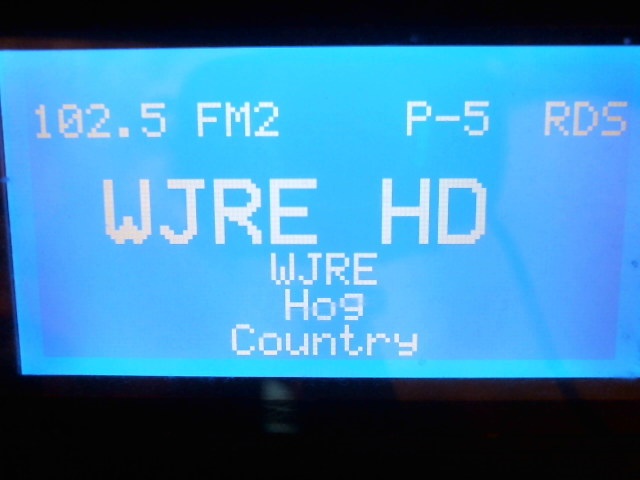 102.5 FM2 P-5 RDS
WJRE HD
WJRE
Hog
Country